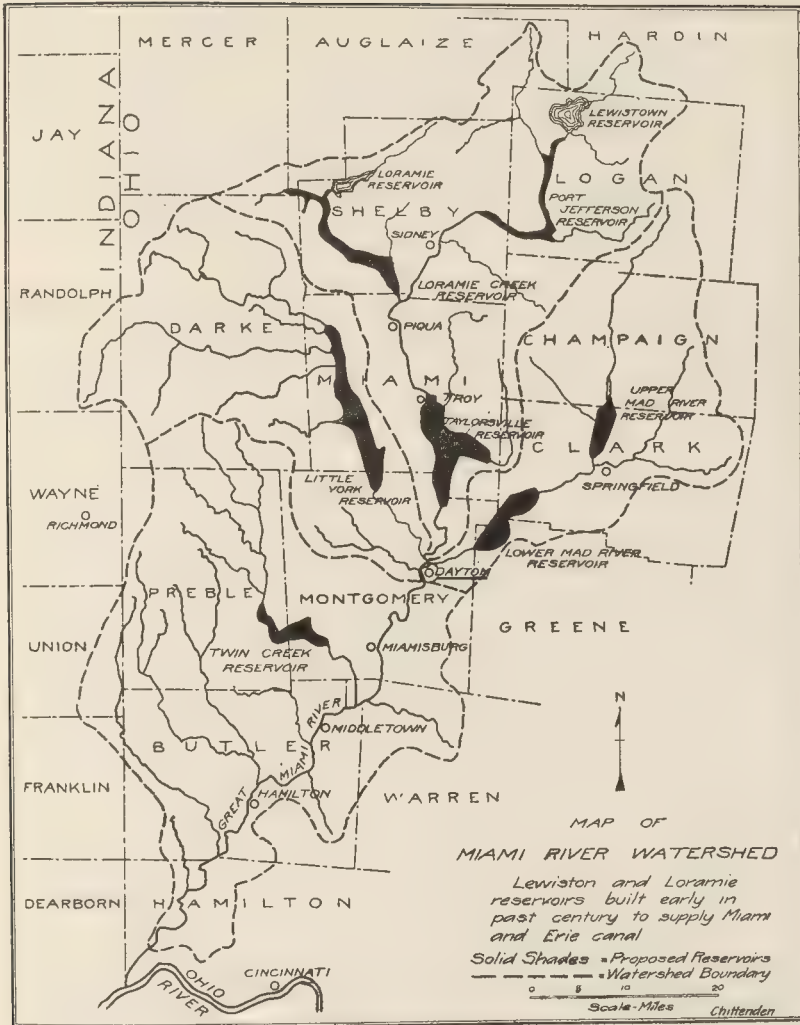 MERCER
AUGLAIZE
HARDIN
JAY
INDIANA
OHIO
LEWISTOWN
RESERVOIR
LORAMIE
RESERVOIR
LOGAN
SHELBY
PORT
JEFFERSON
RESERVOIR
SIDNEY
RANDOLPH
LORAMIE CREEK
RESERVOIR
DARKE
PIQUA
CHAMPAIGN
MIAMI
TROY
UPPER
MAD RIVER
RESERVOIR
TAYLORSVILLE
RESERVOIR
CLARK
WAYNE
RICHMOND
LITTLE
YORK
RESERVOIR
SPRINGFIELD
LOWER MAD RIVER
RESERVOIR
DAYTON
PREBLE
MONTGOMERY
GREENE
UNION
TWIN CREEK
RESERVOIR
MIAMISBURG
MIDDLETOWN
BUTLER
GREAT MIAMI RIVER
FRANKLIN
HAMILTON
WARREN
N
MAP OF
MIAMI RIVER WATERSHED
DEARBORN
HAMILTON
Lewiston and Loramie
reservoirs built early in
past century to supply Miami
and Erie canal
Solid Shades = Proposed Reservoirs
= Watershed Boundary
0 5 10 20
Scale-Miles
Chittenden
OHIO
RIVER
CINCINNATI